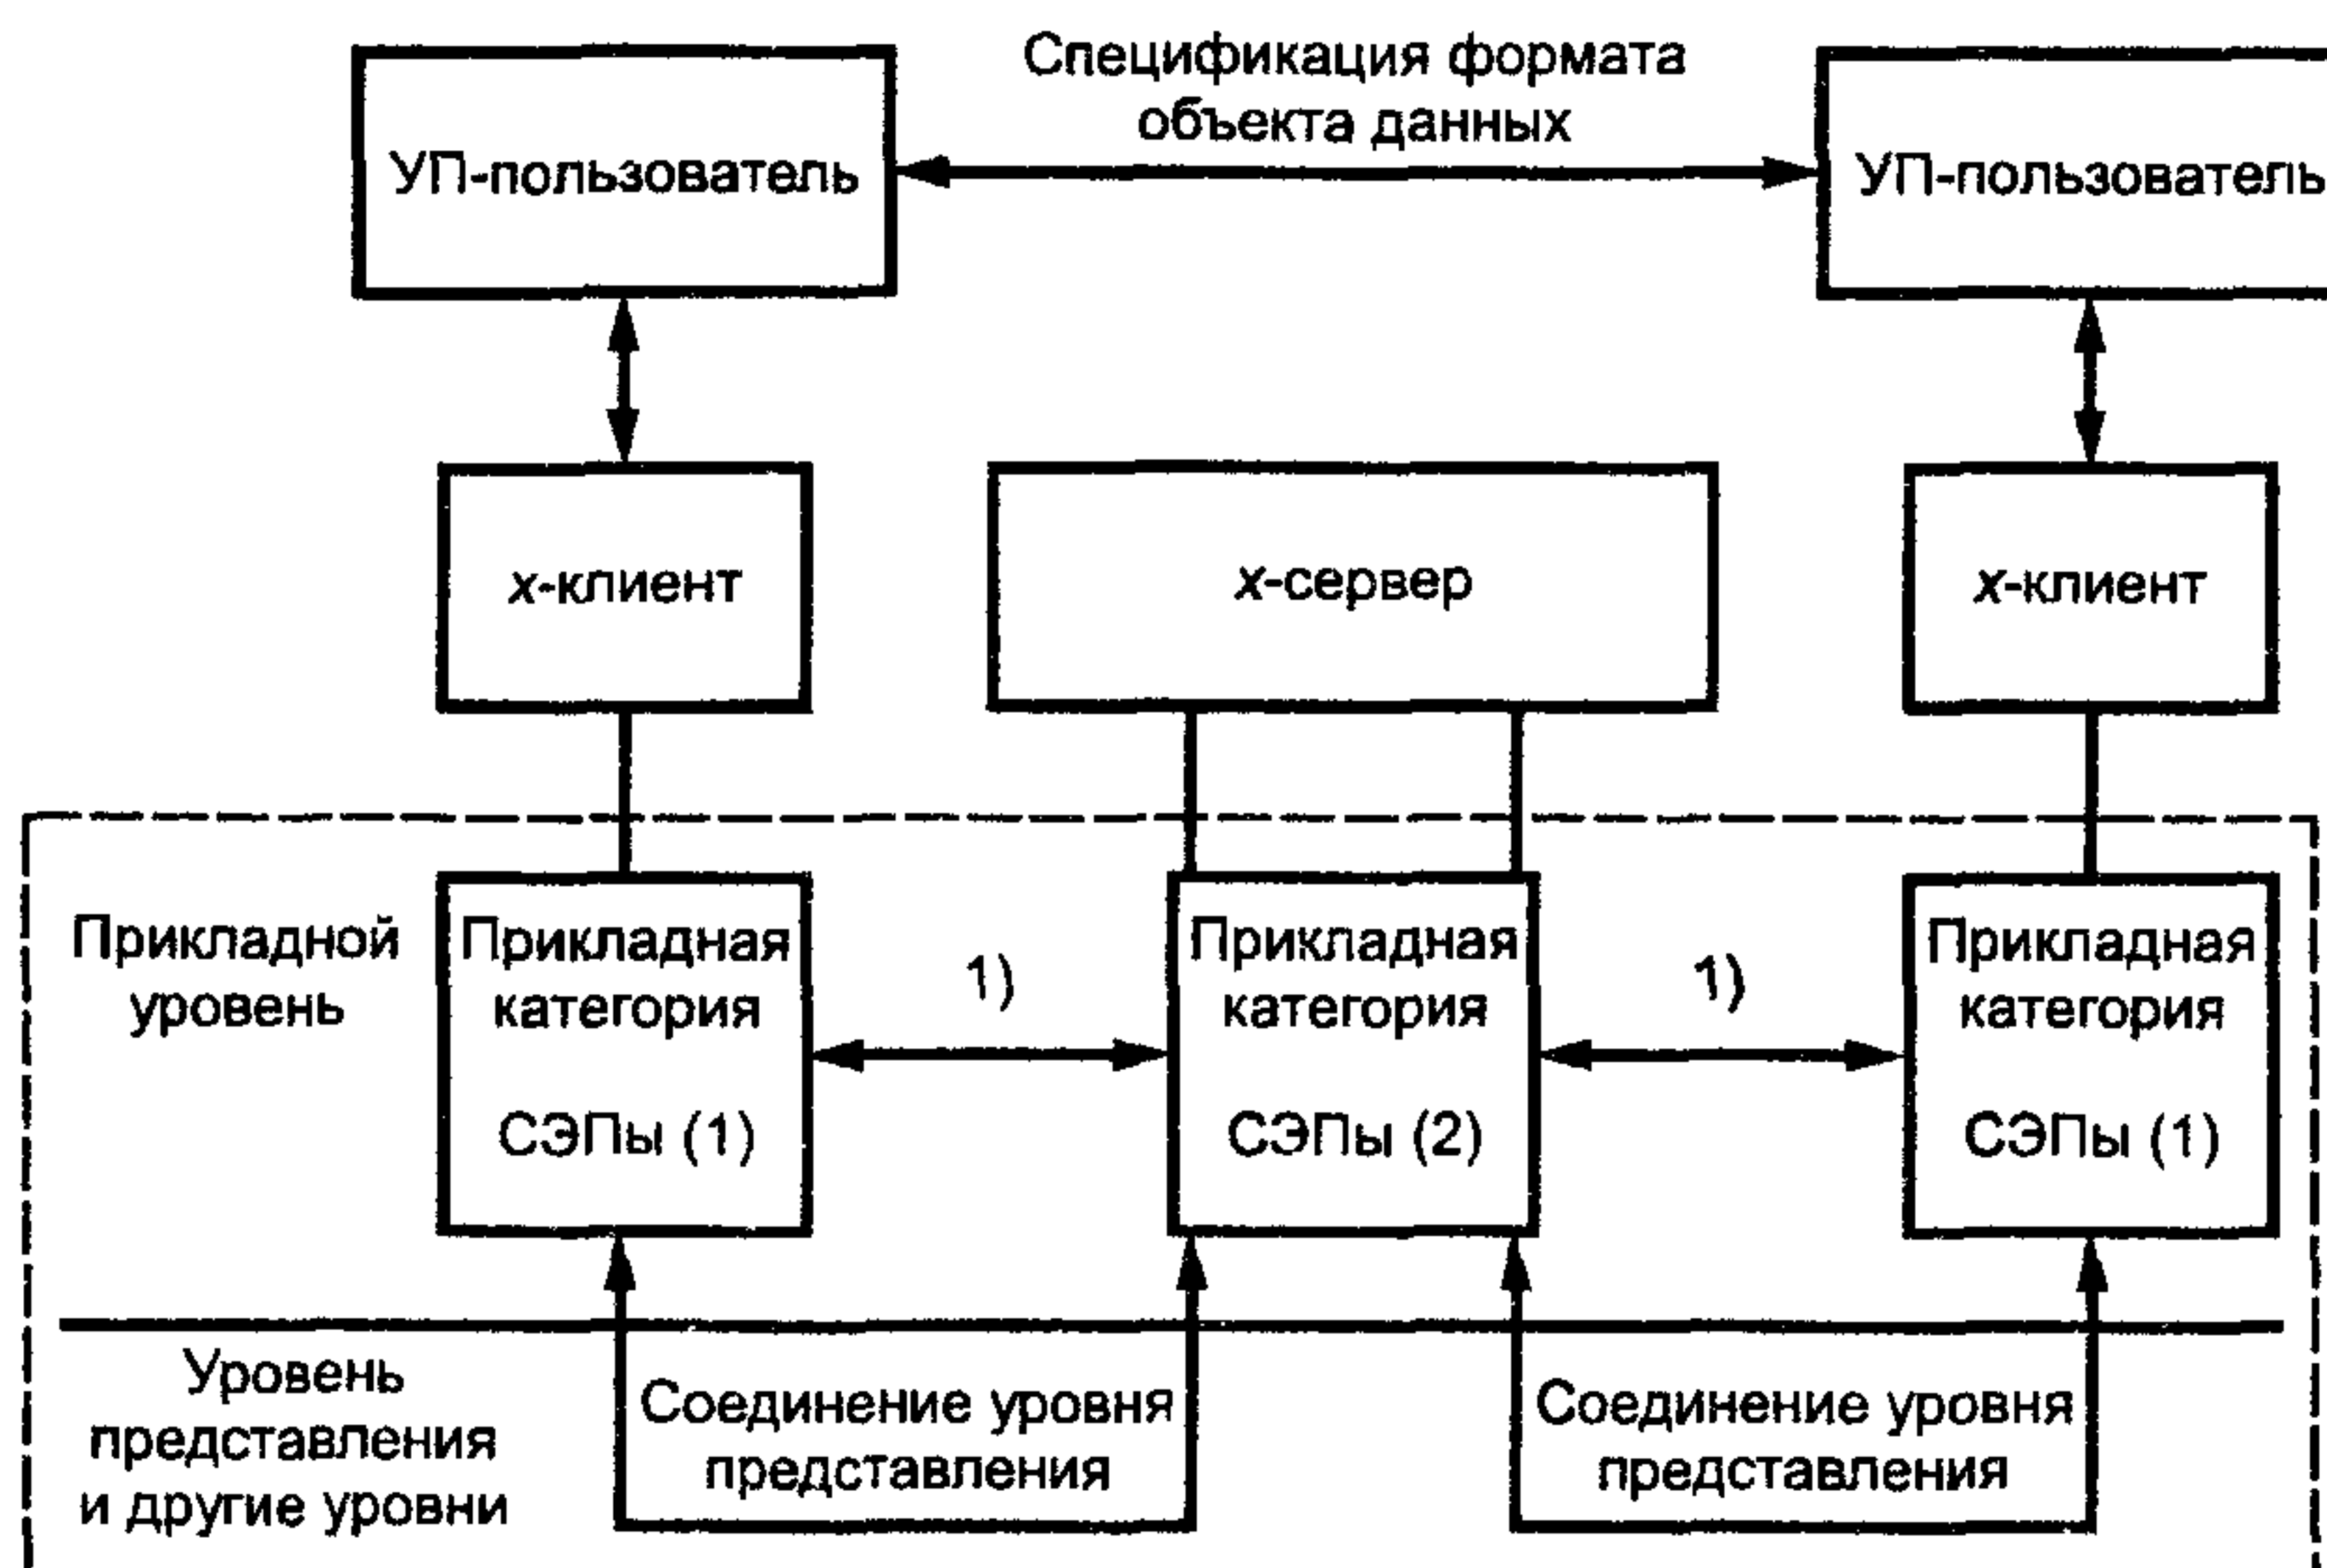 Спецификация формата
объекта данных
УП-пользователь
УП-пользователь
x-клиент
x-сервер
x-клиент
Прикладной
уровень
Прикладная
категория
СЭПы (1)
1)
Прикладная
категория
СЭПы (2)
1)
Прикладная
категория
СЭПы (1)
Уровень
представления
и другие уровни
Соединение уровня
представления
Соединение уровня
представления